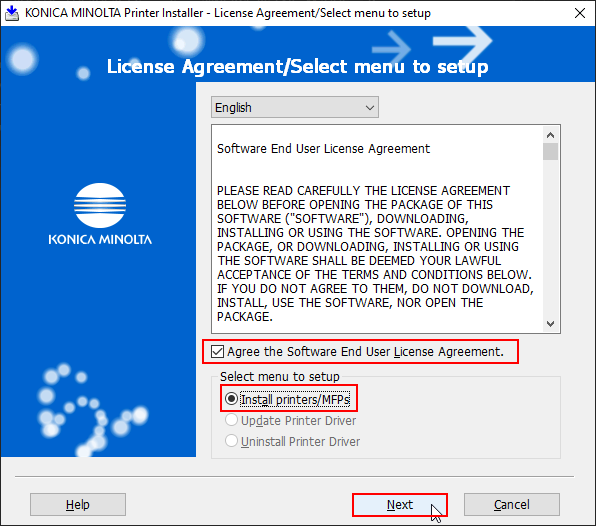 KONICA MINOLTA Printer Installer - License Agreement/Select menu to setup
License Agreement/Select menu to setup
English
KONICA MINOLTA
Software End User License Agreement
PLEASE READ CAREFULLY THE LICENSE AGREEMENT
BELOW BEFORE OPENING THE PACKAGE OF THIS
SOFTWARE ("SOFTWARE"), DOWNLOADING,
INSTALLING OR USING THE SOFTWARE. OPENING THE
PACKAGE, OR DOWNLOADING, INSTALLING OR USING
THE SOFTWARE SHALL BE DEEMED YOUR LAWFUL
ACCEPTANCE OF THE TERMS AND CONDITIONS BELOW.
IF YOU DO NOT AGREE TO THEM, DO NOT DOWNLOAD,
INSTALL, USE THE SOFTWARE, NOR OPEN THE
PACKAGE.
Agree the Software End User License Agreement.
Select menu to setup
Install printers/MFPs
Update Printer Driver
Uninstall Printer Driver
Help
Next
Cancel